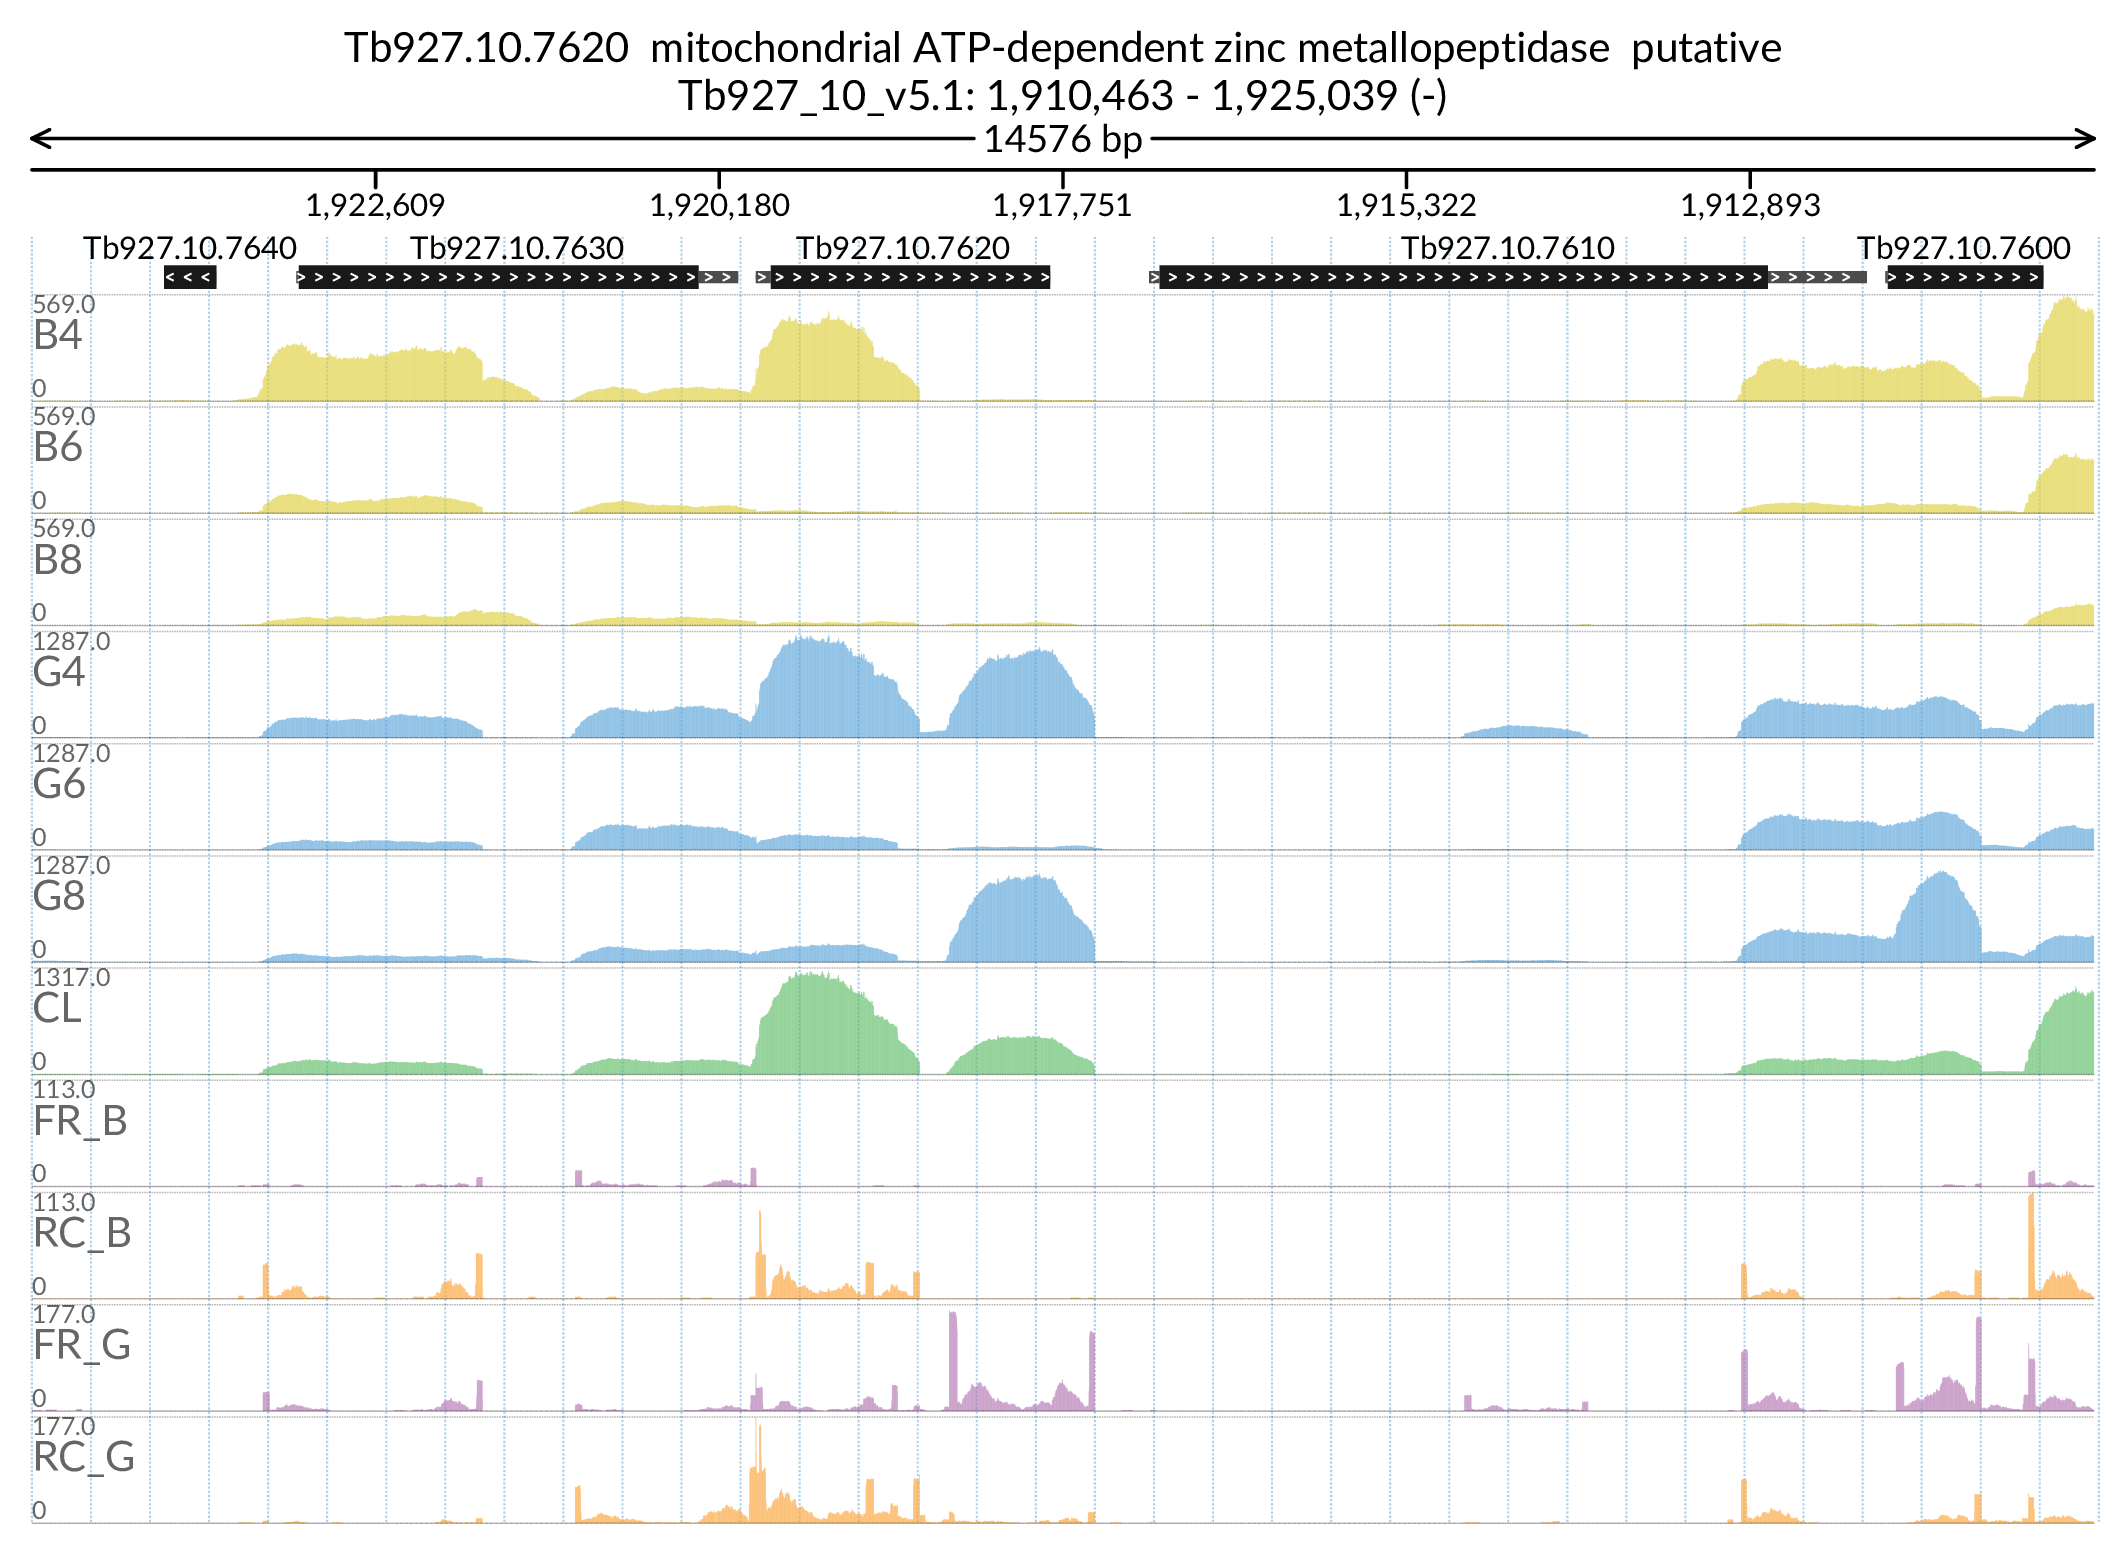 Tb927.10.7620  mitochondrial ATP-dependent zinc metallopeptidase  putative
Tb927_10_v5.1: 1,910,463 - 1,925,039 (-)
14576 bp
1,922,609 1,920,180 1,917,751 1,915,322 1,912,893
Tb927.10.7640 Tb927.10.7630 Tb927.10.7620 Tb927.10.7610 Tb927.10.7600
569.0
B4
0
569.0
B6
0
569.0
B8
0
1287.0
G4
0
1287.0
G6
0
1287.0
G8
0
1317.0
CL
0
113.0
FR_B
0
113.0
RC_B
0
177.0
FR_G
0
177.0
RC_G
0